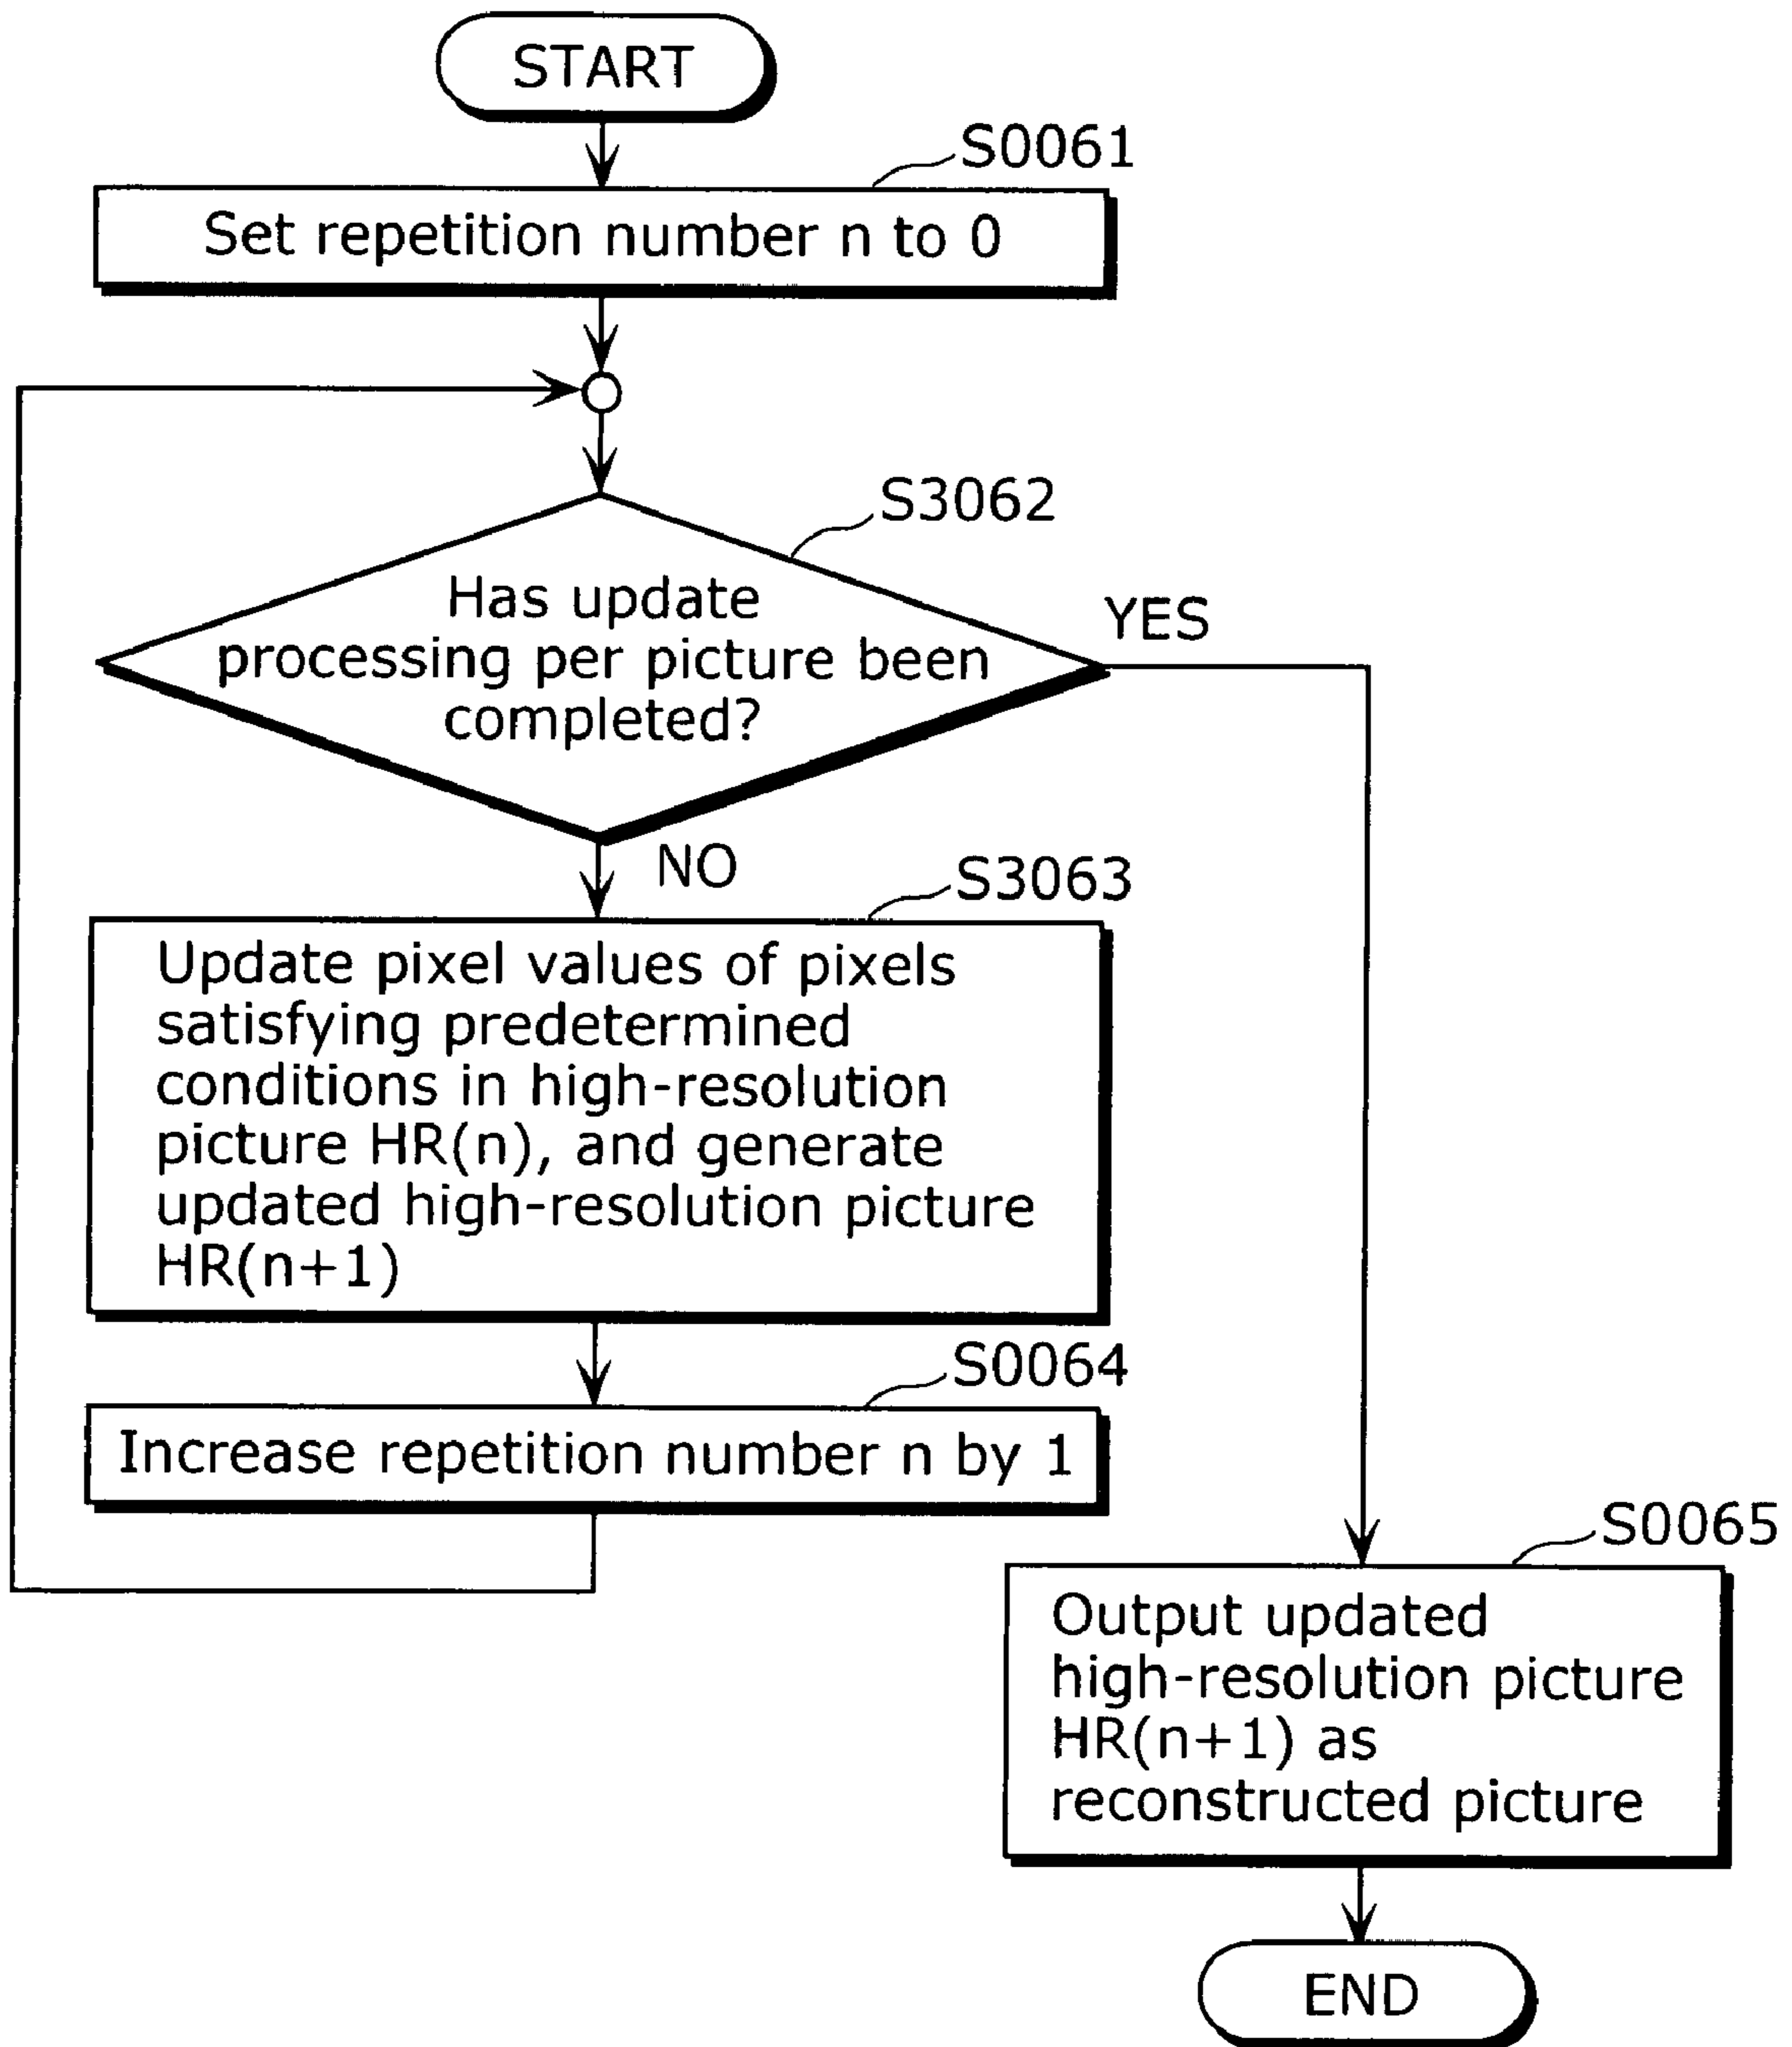 START
S0061
Set repetition number n to 0
S3062
Has update
processing per picture been
completed?
YES
NO
S3063
Update pixel values of pixels
satisfying predetermined
conditions in high-resolution
picture HR(n), and generate
updated high-resolution picture
HR(n+1)
S0064
Increase repetition number n by 1
S0065
Output updated
high-resolution picture
HR(n+1) as
reconstructed picture
END